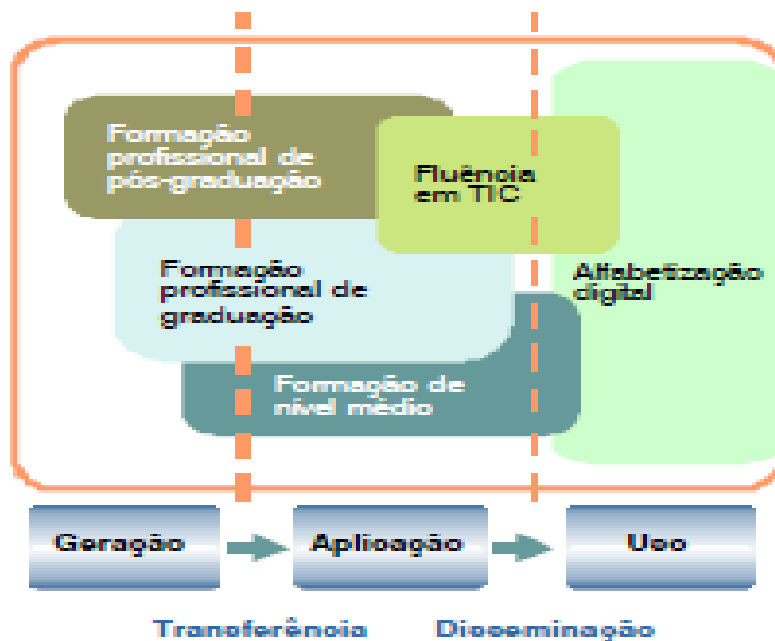 Formação
profissional de
pós-graduação
Fluência
em TIC
Formação
profissional de
graduação
Alfabetização
digital
Formação de
nível médio
Geração
Aplicação
Uso
Transferência
Disseminação